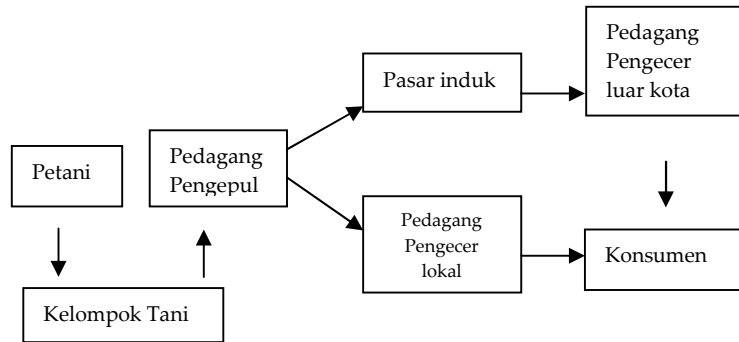 Petani
Kelompok Tani
Pedagang
Pengepul
Pasar induk
Pedagang
Pengecer
luar kota
Pedagang
Pengecer
lokal
Konsumen